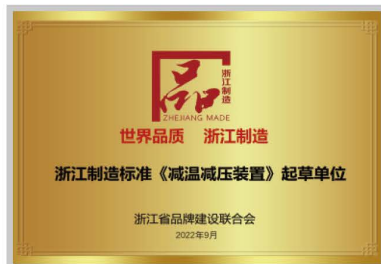 品
浙江制造
ZHEJIANG MADE
世界品质 浙江制造
浙江制造标准《减温减压装置》起草单位
浙江省品牌建设联合会
2022年9月